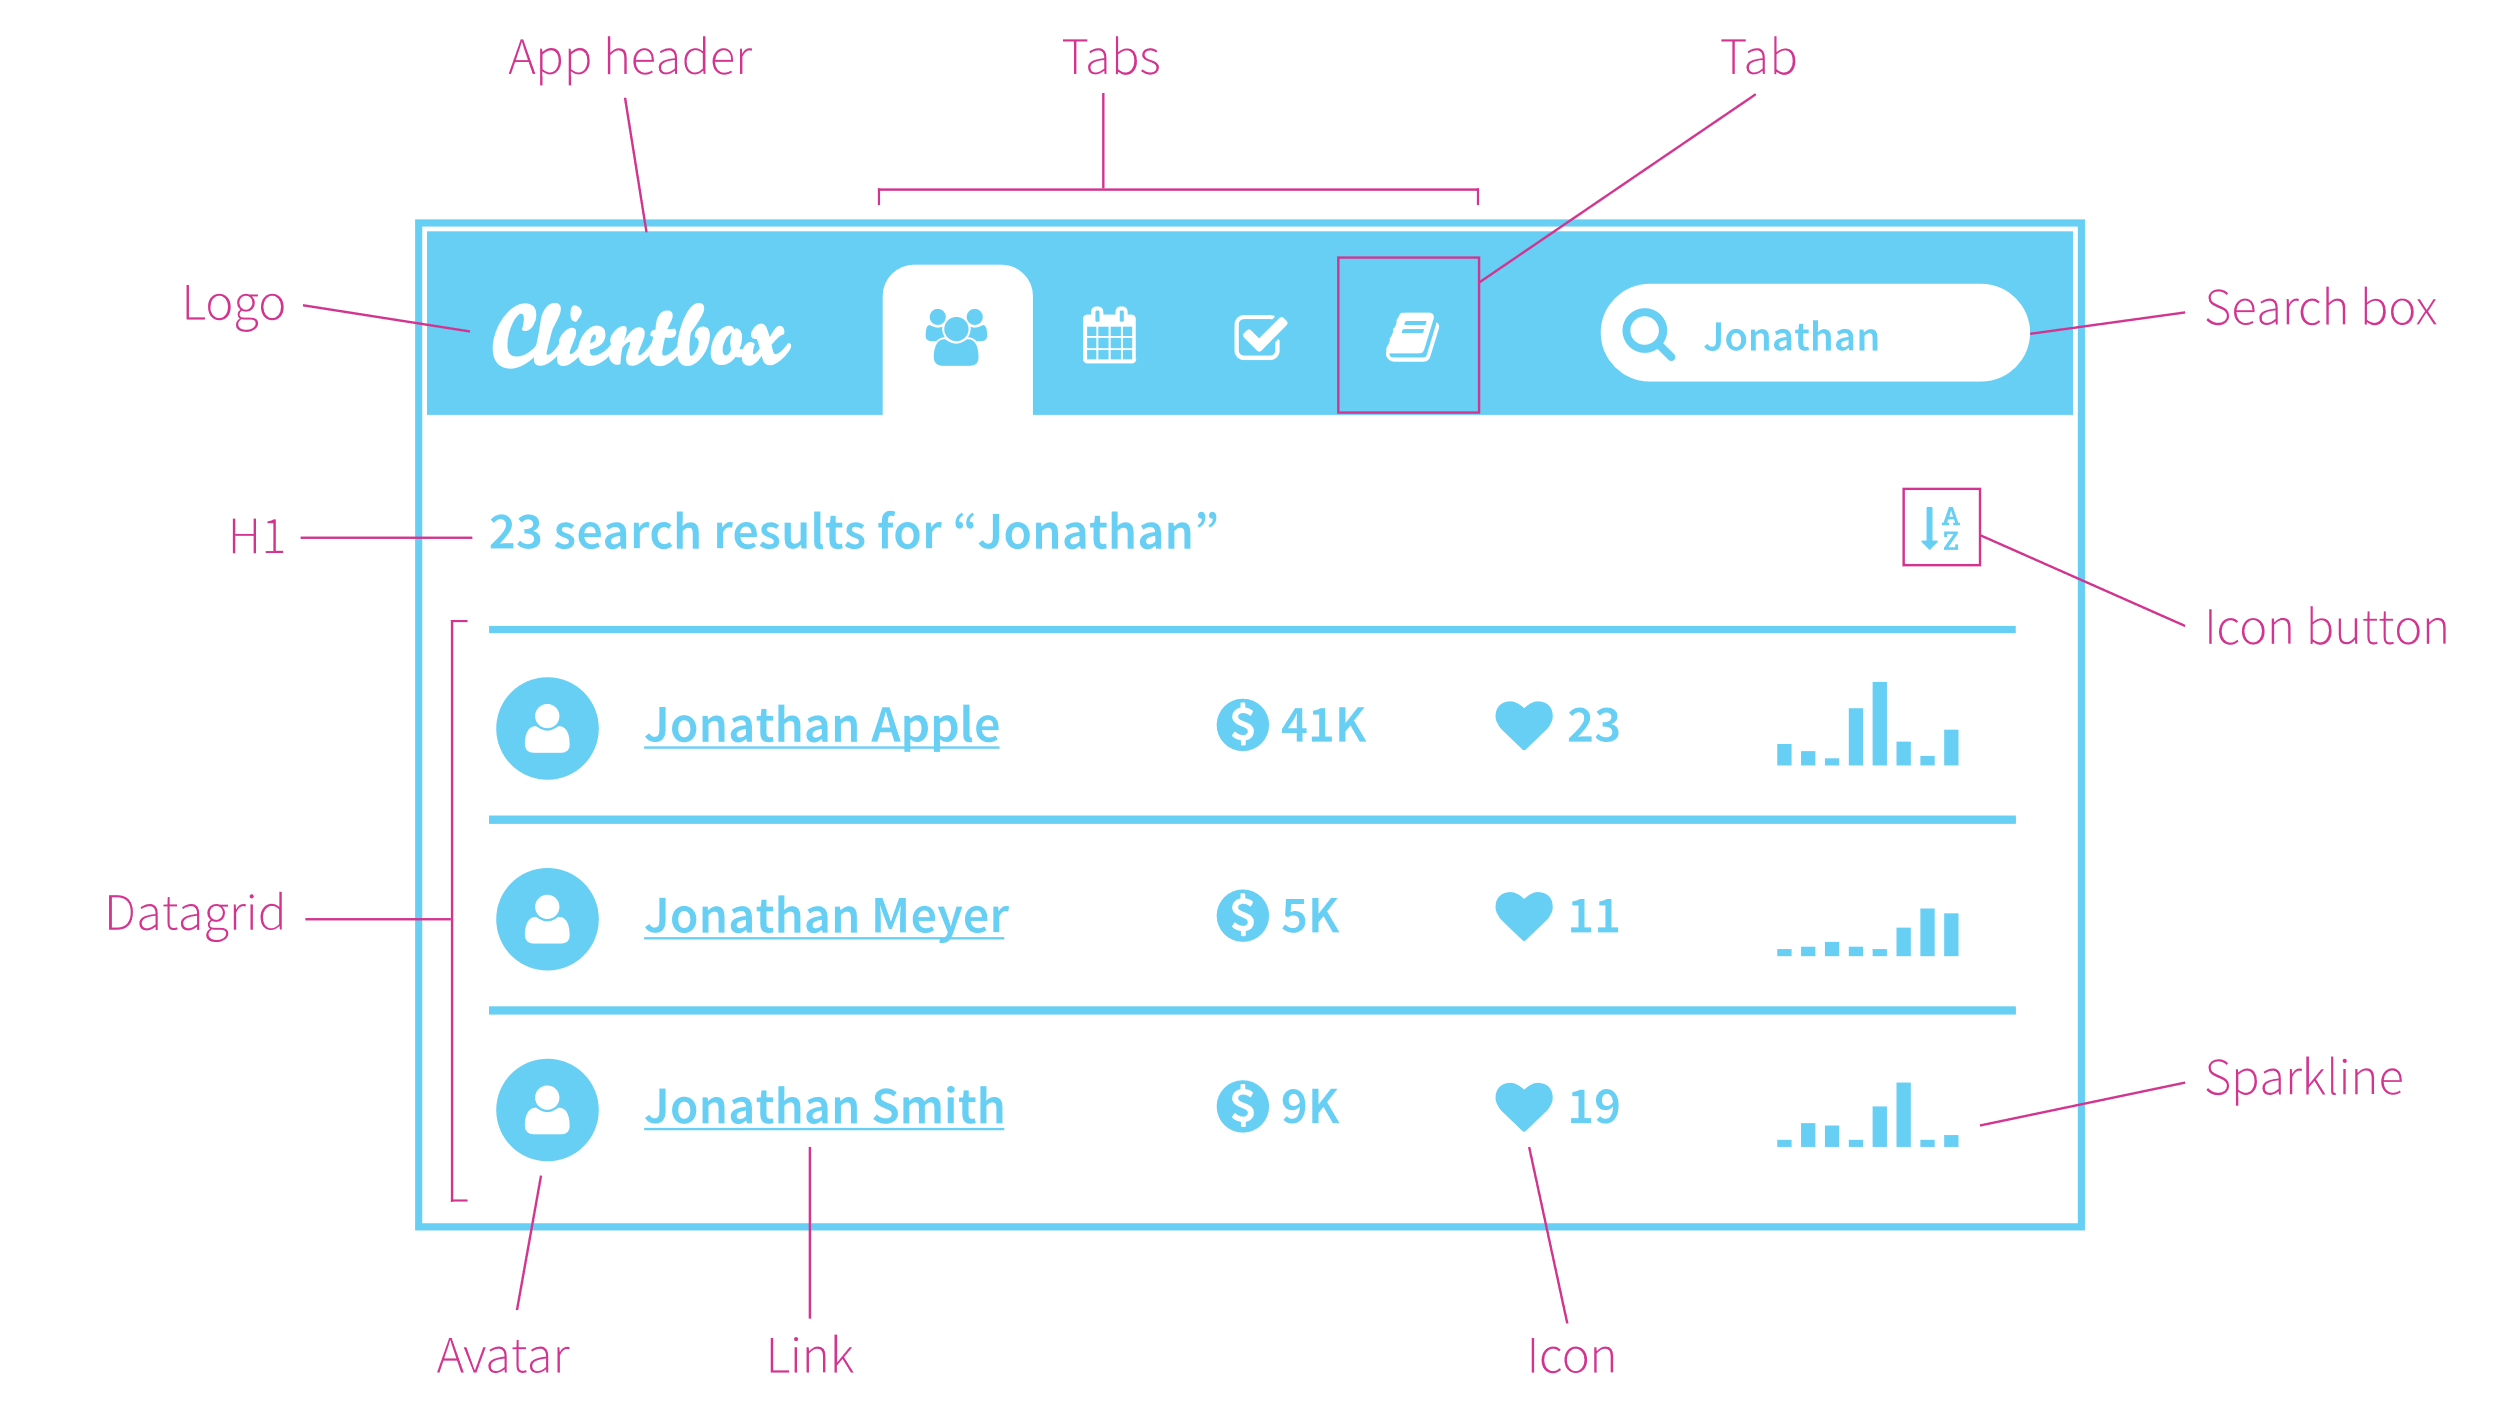 App header
Tabs
Tab
Logo
Clientora
Jonathan
Search box
H1
23 search results for “Jonathan”
A
Z
Icon button
Jonathan Apple $ 41K 23
Datagrid
Jonathan Meyer $ 5K 11
Jonathan Smith $ 9K 19
Sparkline
Avatar
Link
Icon